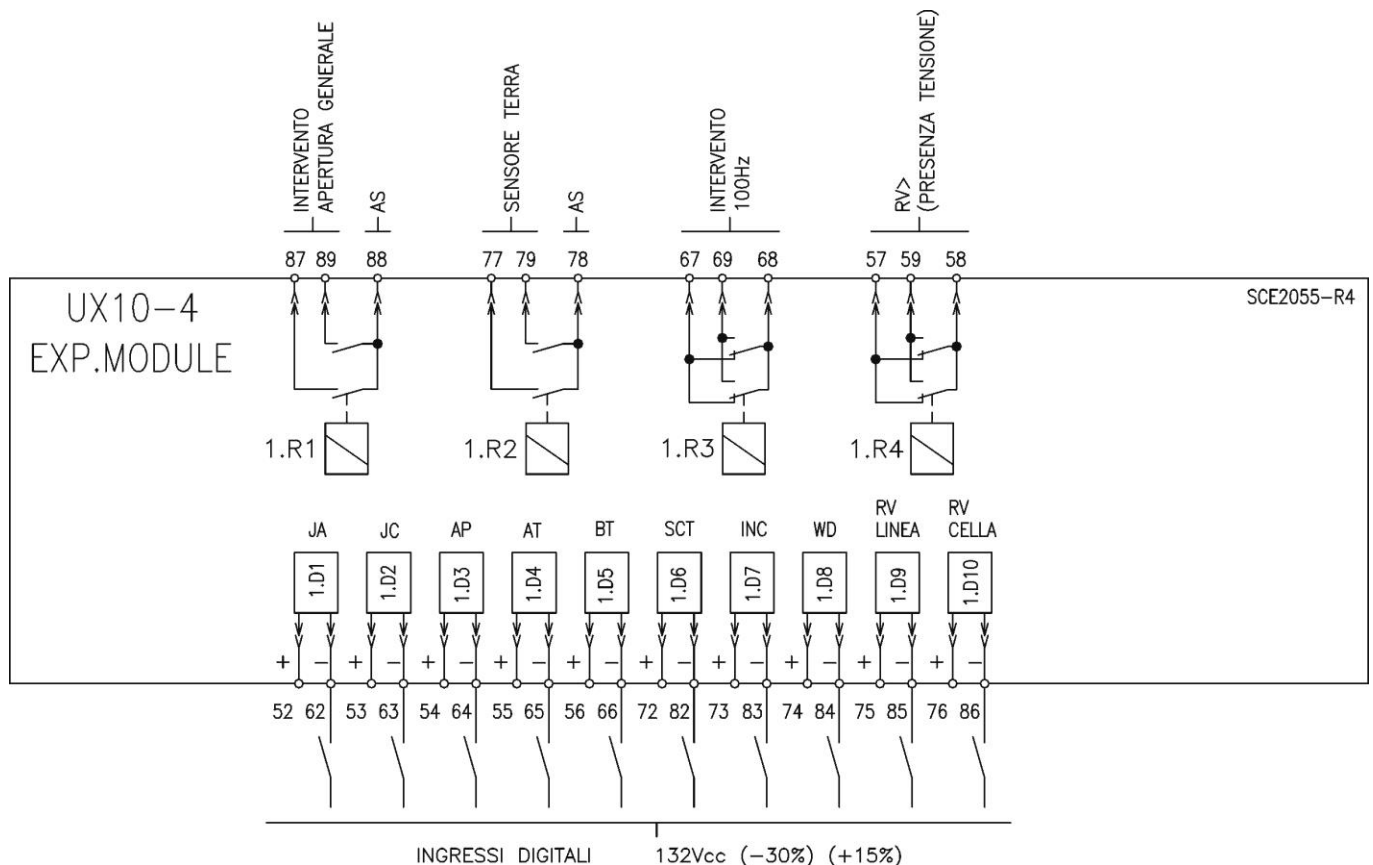 INTERVENTO
APERTURA GENERALE
AS
SENSORE TERRA
AS
INTERVENTO
100Hz
RV>
(PRESENZA TENSIONE)
87 89 88 77 79 78 67 69 68 57 59 58
UX10-4
EXP.MODULE
SCE2055-R4
1.R1 1.R2 1.R3 1.R4
JA JC AP AT BT SCT INC WD RV LINEA RV CELLA
1.D1 1.D2 1.D3 1.D4 1.D5 1.D6 1.D7 1.D8 1.D9 1.D10
+ - + - + - + - + - + - + - + - + - + -
52 62 53 63 54 64 55 65 56 66 72 82 73 83 74 84 75 85 76 86
INGRESSI DIGITALI 132Vcc (-30%) (+15%)